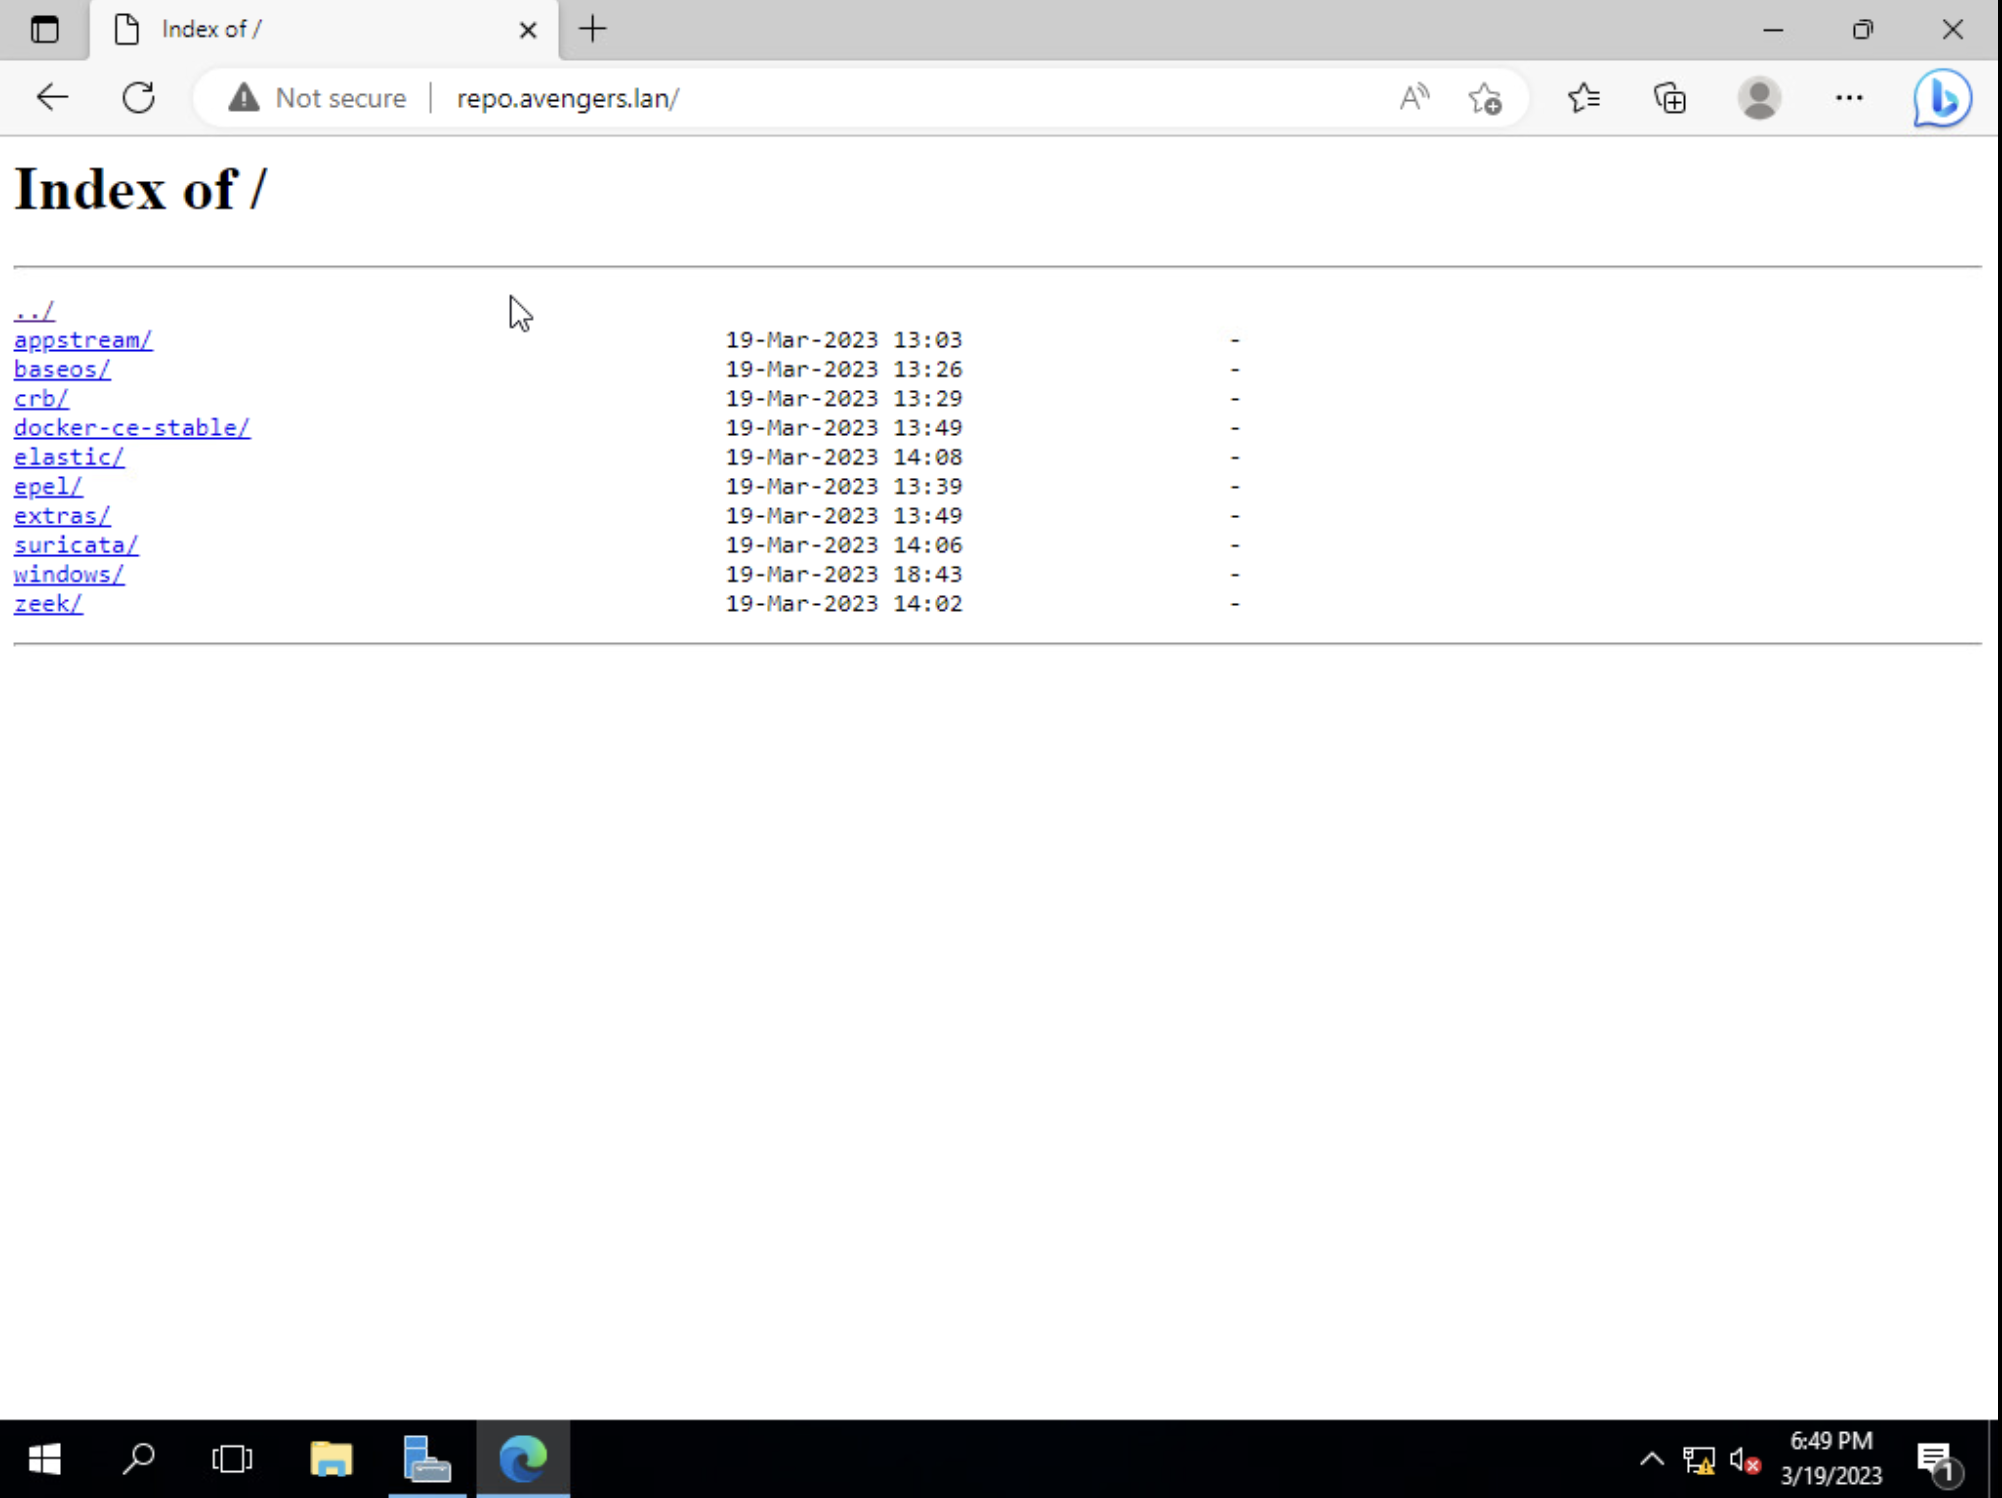 Index of /
Not secure | repo.avengers.lan/
Index of /
../
appstream/ 19-Mar-2023 13:03 -
baseos/ 19-Mar-2023 13:26 -
crb/ 19-Mar-2023 13:29 -
docker-ce-stable/ 19-Mar-2023 13:49 -
elastic/ 19-Mar-2023 14:08 -
epel/ 19-Mar-2023 13:39 -
extras/ 19-Mar-2023 13:49 -
suricata/ 19-Mar-2023 14:06 -
windows/ 19-Mar-2023 18:43 -
zeek/ 19-Mar-2023 14:02 -
6:49 PM
3/19/2023
1